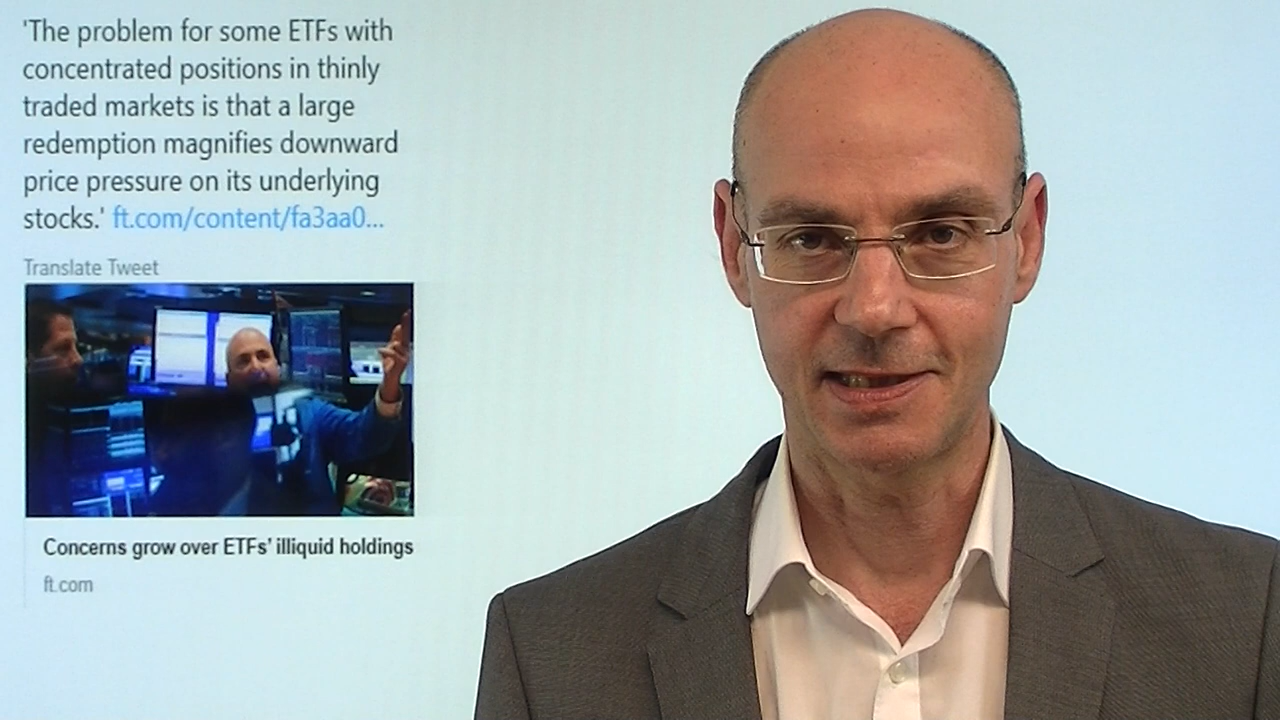 'The problem for some ETFs with
concentrated positions in thinly
traded markets is that a large
redemption magnifies downward
price pressure on its underlying
stocks.' ft.com/content/fa3aa0...
Translate Tweet
Concerns grow over ETFs' illiquid holdings
ft.com